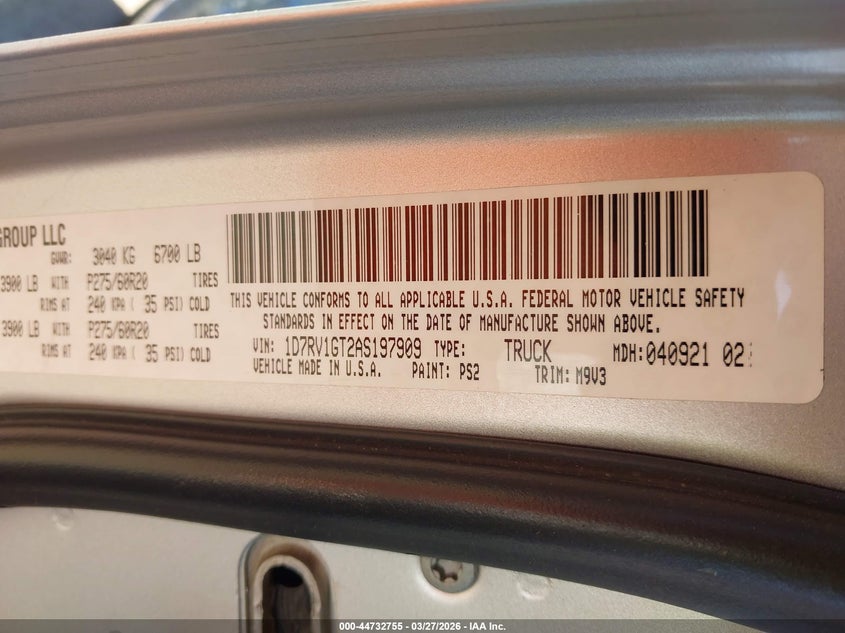 GROUP LLC
GVWR: 3040 KG 6700 LB
3900 LB WITH P275/60R20 TIRES
RIMS AT 240 KPA ( 35 PSI) COLD
3900 LB WITH P275/60R20 TIRES
RIMS AT 240 KPA ( 35 PSI) COLD
THIS VEHICLE CONFORMS TO ALL APPLICABLE U.S.A. FEDERAL MOTOR VEHICLE SAFETY
STANDARDS IN EFFECT ON THE DATE OF MANUFACTURE SHOWN ABOVE.
VIN: 1D7RV1GT2AS197909 TYPE: TRUCK MDH: 040921 02
VEHICLE MADE IN U.S.A. PAINT: PS2 TRIM: M9V3
000-44732755 — 03/27/2026 — IAA Inc.